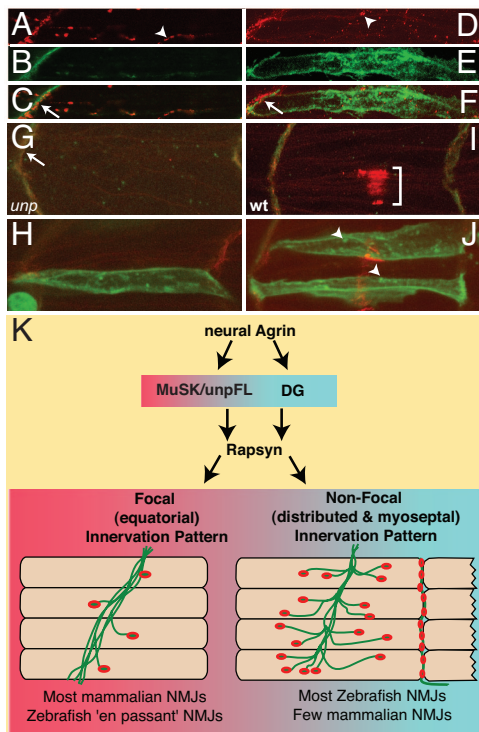 A
D
B
E
C
F
G
I
unp
wt
H
J
K
neural Agrin
MuSK/unpFL DG
Rapsyn
Focal
(equatorial)
Innervation Pattern
Non-Focal
(distributed & myoseptal)
Innervation Pattern
Most mammalian NMJs
Zebrafish 'en passant' NMJs
Most Zebrafish NMJs
Few mammalian NMJs